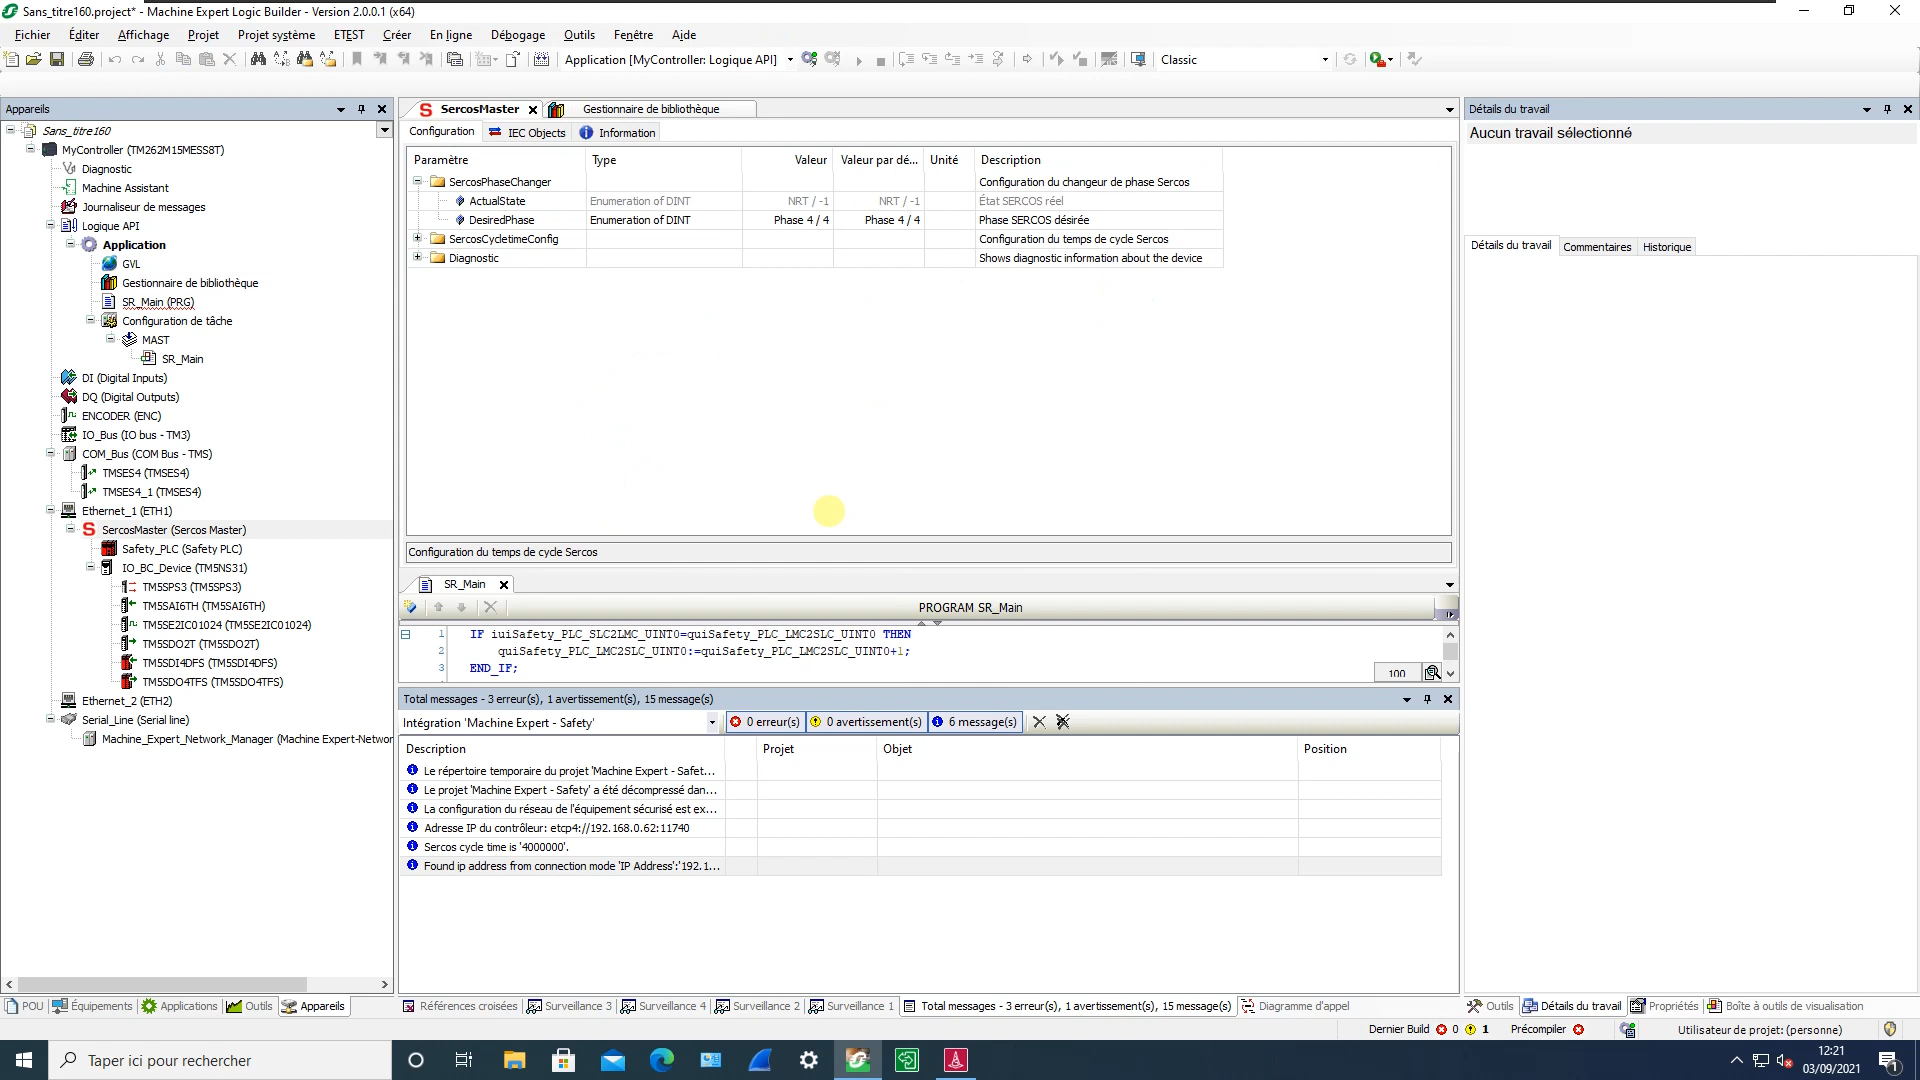 Sans_titre160.project* - Machine Expert Logic Builder - Version 2.0.0.1 (x64)
Fichier Éditer Affichage Projet Projet système ETEST Créer En ligne Débogage Outils Fenêtre Aide
Application [MyController: Logique API]
Classic
Appareils
Sans_titre160
MyController (TM262M15MESS8T)
Diagnostic
Machine Assistant
Journaliseur de messages
Logique API
Application
GVL
Gestionnaire de bibliothèque
SR_Main (PRG)
Configuration de tâche
MAST
SR_Main
DI (Digital Inputs)
DQ (Digital Outputs)
ENCODER (ENC)
IO_Bus (IO bus - TM3)
COM_Bus (COM Bus - TMS)
TMSES4 (TMSES4)
TMSES4_1 (TMSES4)
Ethernet_1 (ETH1)
SercosMaster (Sercos Master)
Safety_PLC (Safety PLC)
IO_BC_Device (TM5NS31)
TM5SPS3 (TM5SPS3)
TM5SAI6TH (TM5SAI6TH)
TM5SE2IC01024 (TM5SE2IC01024)
TM5SDO2T (TM5SDO2T)
TM5SDI4DFS (TM5SDI4DFS)
TM5SDO4TFS (TM5SDO4TFS)
Ethernet_2 (ETH2)
Serial_Line (Serial line)
Machine_Expert_Network_Manager (Machine Expert-Networ
POU Équipements Applications Outils Appareils
SercosMaster Gestionnaire de bibliothèque
Configuration IEC Objects Information
Paramètre Type Valeur Valeur par dé... Unité Description
SercosPhaseChanger Configuration du changeur de phase Sercos
ActualState Enumeration of DINT NRT / -1 NRT / -1 État SERCOS réel
DesiredPhase Enumeration of DINT Phase 4 / 4 Phase 4 / 4 Phase SERCOS désirée
SercosCycletimeConfig Configuration du temps de cycle Sercos
Diagnostic Shows diagnostic information about the device
Configuration du temps de cycle Sercos
SR_Main
PROGRAM SR_Main
1 IF iuiSafety_PLC_SLC2LMC_UINT0=quiSafety_PLC_LMC2SLC_UINT0 THEN
2 quiSafety_PLC_LMC2SLC_UINT0:=quiSafety_PLC_LMC2SLC_UINT0+1;
3 END_IF;
100
Total messages - 3 erreur(s), 1 avertissement(s), 15 message(s)
Intégration 'Machine Expert - Safety' 0 erreur(s) 0 avertissement(s) 6 message(s)
Description Projet Objet Position
Le répertoire temporaire du projet 'Machine Expert - Safet...
Le projet 'Machine Expert - Safety' a été décompressé dan...
La configuration du réseau de l'équipement sécurisé est ex...
Adresse IP du contrôleur: etcp4://192.168.0.62:11740
Sercos cycle time is '4000000'.
Found ip address from connection mode 'IP Address':'192.1...
Références croisées Surveillance 3 Surveillance 4 Surveillance 2 Surveillance 1 Total messages - 3 erreur(s), 1 avertissement(s), 15 message(s) Diagramme d'appel
Détails du travail
Aucun travail sélectionné
Détails du travail Commentaires Historique
Outils Détails du travail Propriétés Boîte à outils de visualisation
Dernier Build 0 1 Précompiler Utilisateur de projet: (personne)
Taper ici pour rechercher
12:21
03/09/2021
1